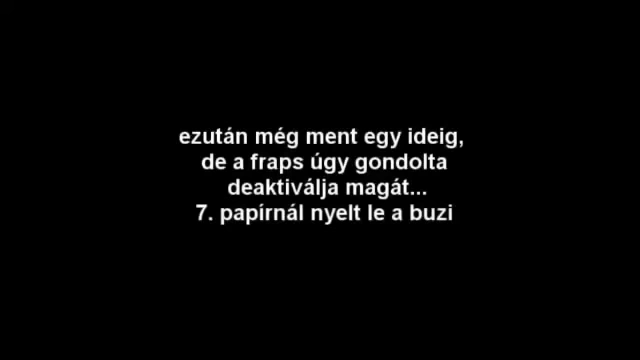 ezután még ment egy ideig,
de a fraps úgy gondolta
deaktiválja magát...
7. papírnál nyelt le a buzi